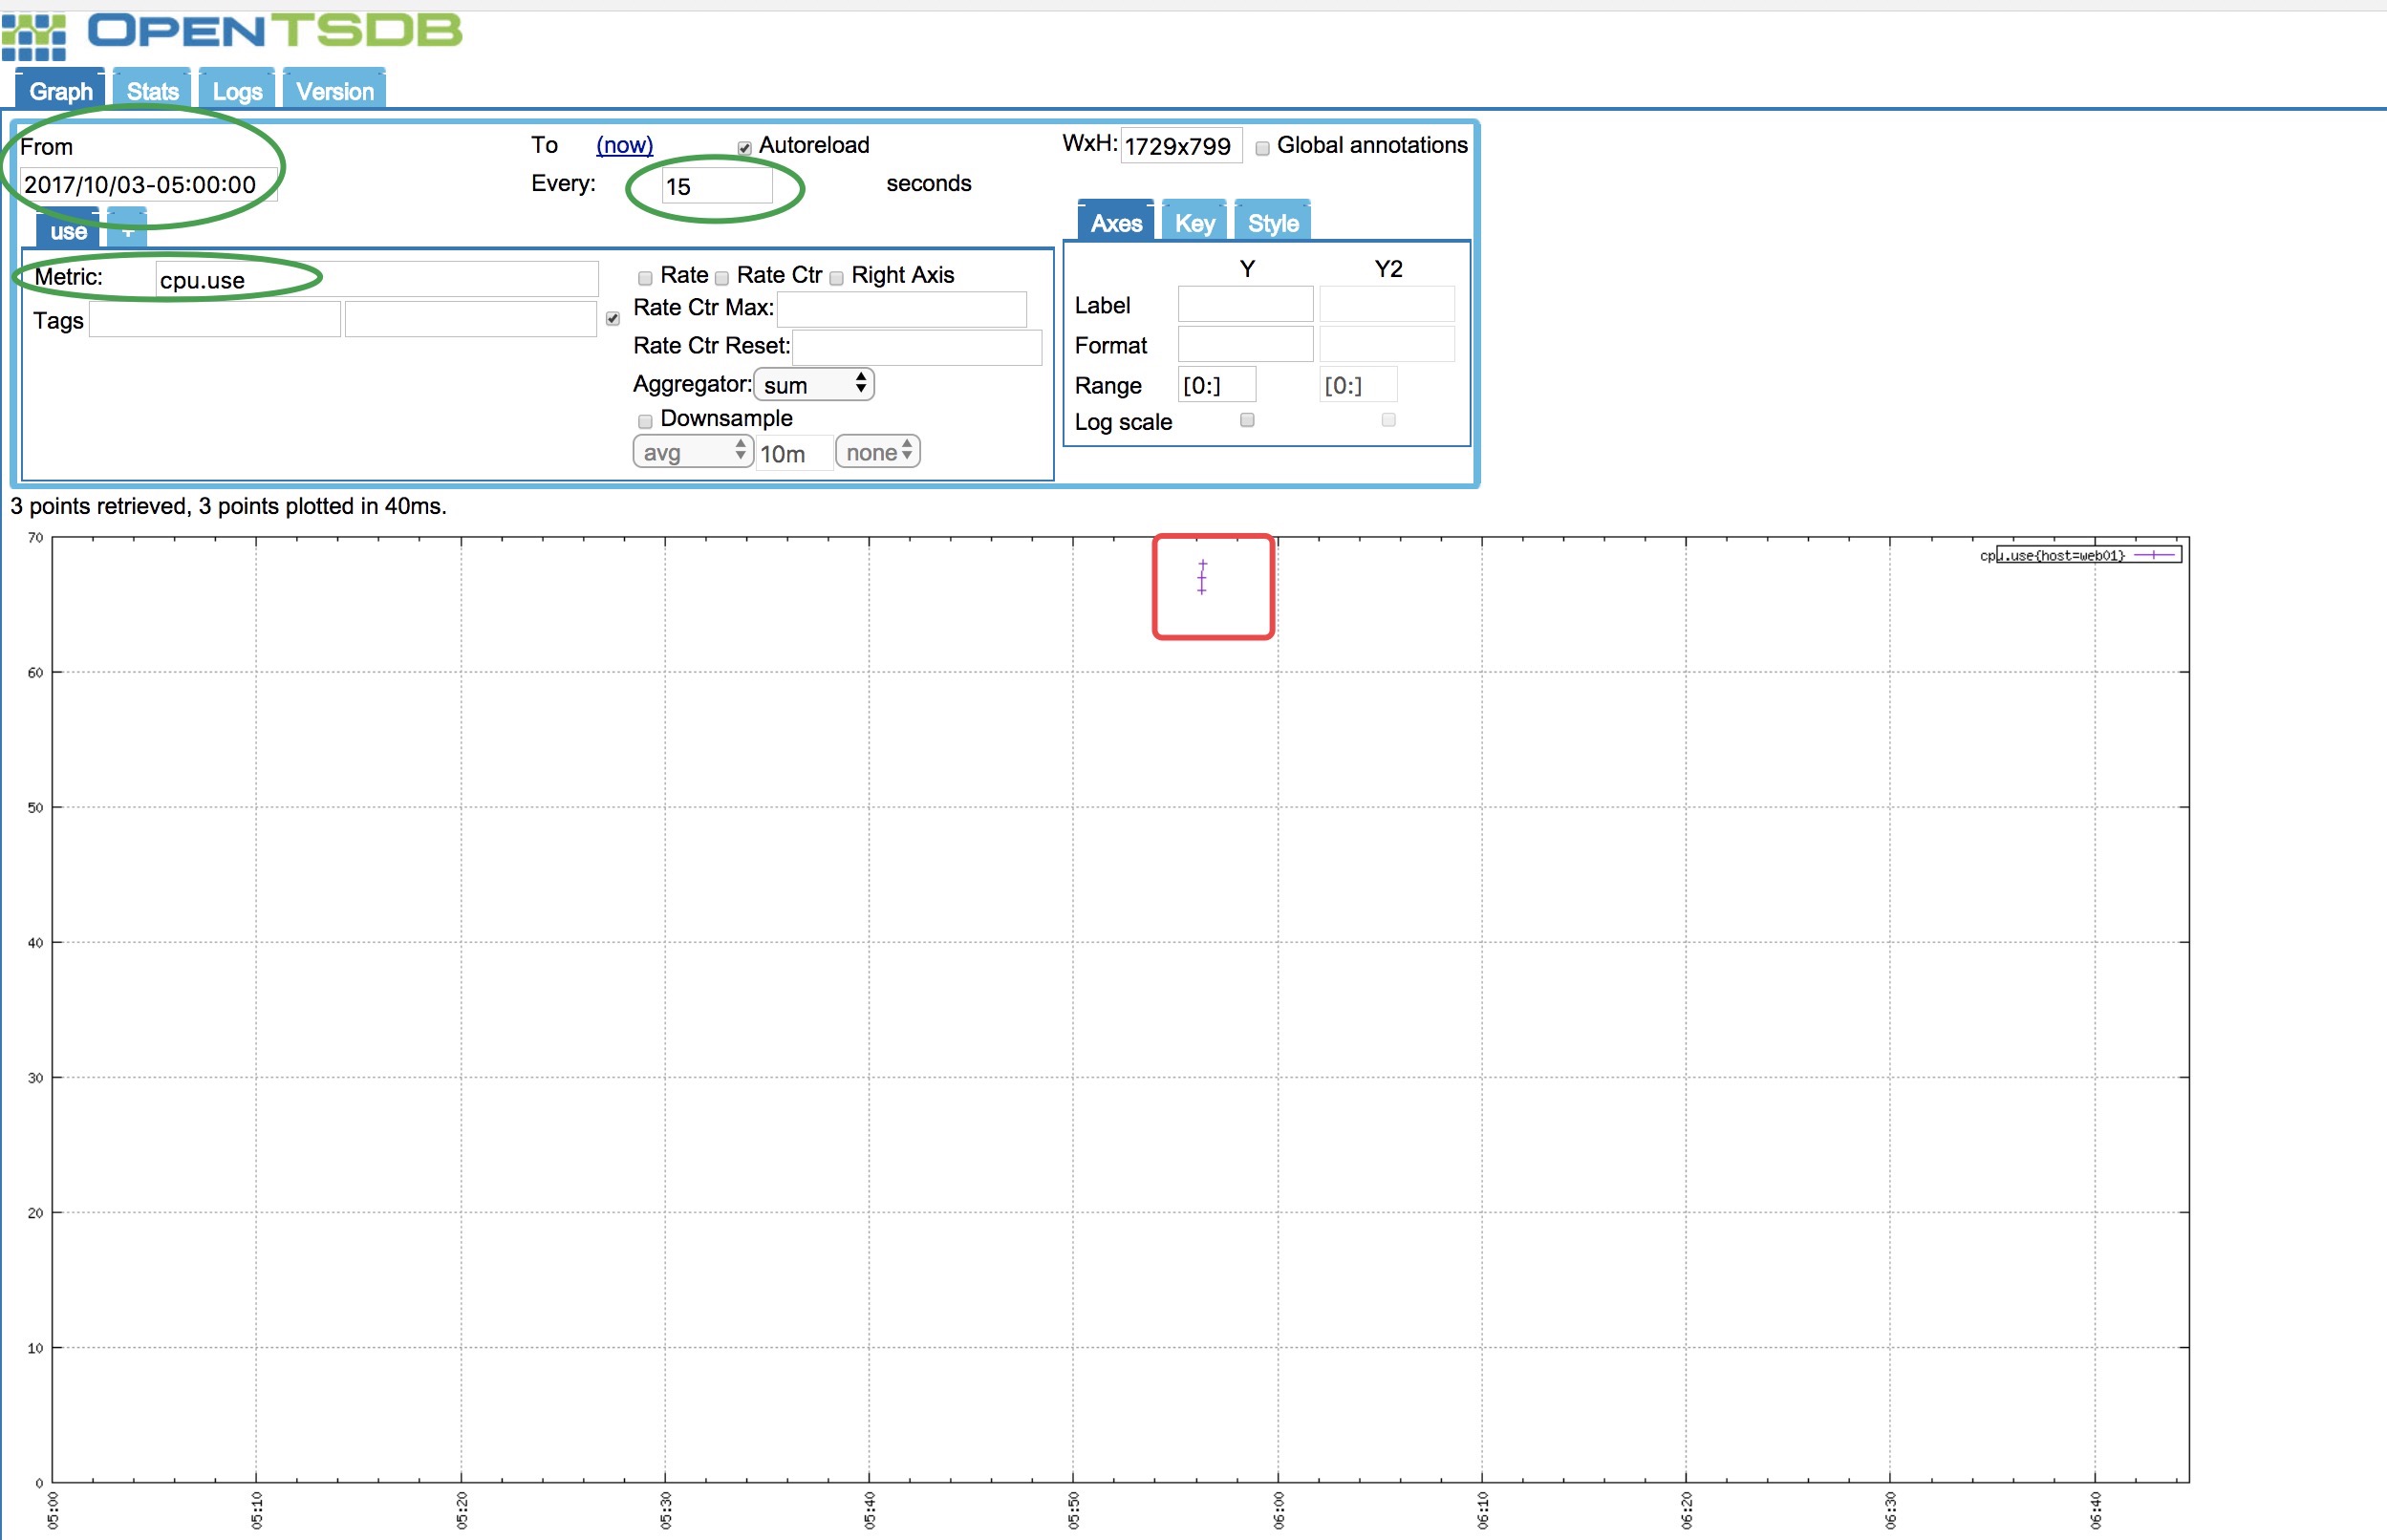 OPENTSDB
Graph Stats Logs Version
From To (now) Autoreload WxH: 1729x799 Global annotations
2017/10/03-05:00:00 Every: 15 seconds
use + Axes Key Style
Metric: cpu.use Rate Rate Ctr Right Axis Y Y2
Tags Rate Ctr Max: Label
Rate Ctr Reset: Format
Aggregator: sum Range [0:] [0:]
Downsample Log scale
avg 10m none
3 points retrieved, 3 points plotted in 40ms.
70
cpu.use{host=web01}
60
50
40
30
20
10
0
05:00 05:10 05:20 05:30 05:40 05:50 06:00 06:10 06:20 06:30 06:40